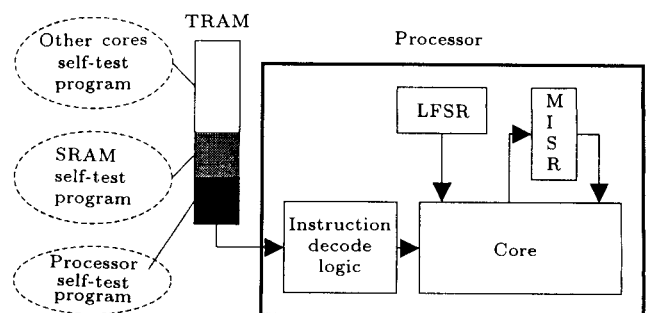 TRAM
Other cores
self-test
program
Processor
LFSR
M
I
S
R
SRAM
self-test
program
Instruction
decode
logic
Core
Processor
self-test
program